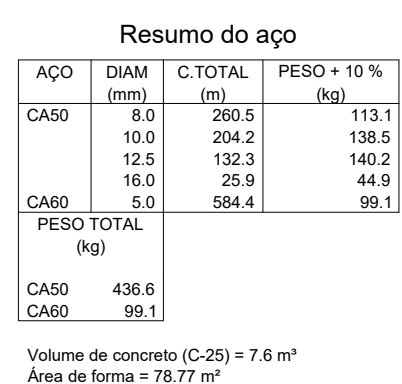 Resumo do aço
AÇO DIAM C.TOTAL PESO + 10 %
(mm) (m) (kg)
CA50 8.0 260.5 113.1
10.0 204.2 138.5
12.5 132.3 140.2
16.0 25.9 44.9
CA60 5.0 584.4 99.1
PESO TOTAL
(kg)
CA50 436.6
CA60 99.1
Volume de concreto (C-25) = 7.6 m³
Área de forma = 78.77 m²